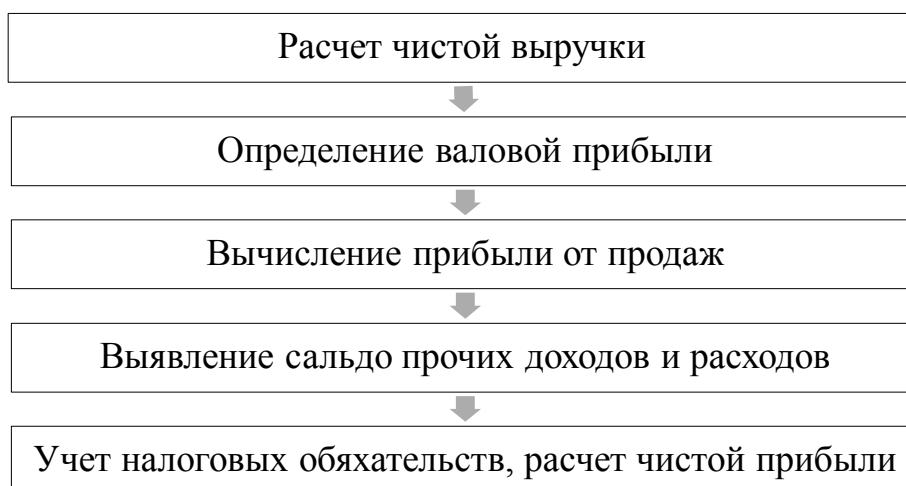 Расчет чистой выручки
Определение валовой прибыли
Вычисление прибыли от продаж
Выявление сальдо прочих доходов и расходов
Учет налоговых обяхательств, расчет чистой прибыли